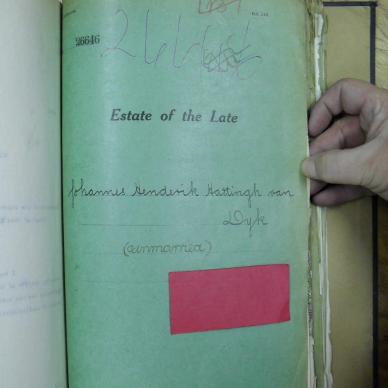 26646
Estate of the Late
Johannes Hendrik Hattingh van
Dyk
(unmarried)